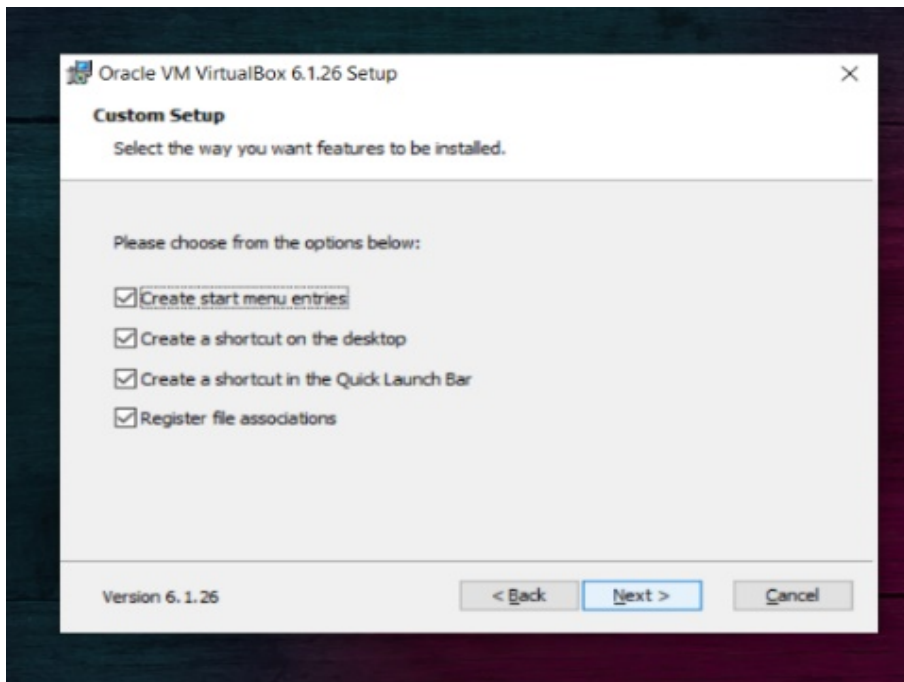 Oracle VM VirtualBox 6.1.26 Setup
Custom Setup
Select the way you want features to be installed.
Please choose from the options below:
Create start menu entries
Create a shortcut on the desktop
Create a shortcut in the Quick Launch Bar
Register file associations
Version 6.1.26
< Back
Next >
Cancel